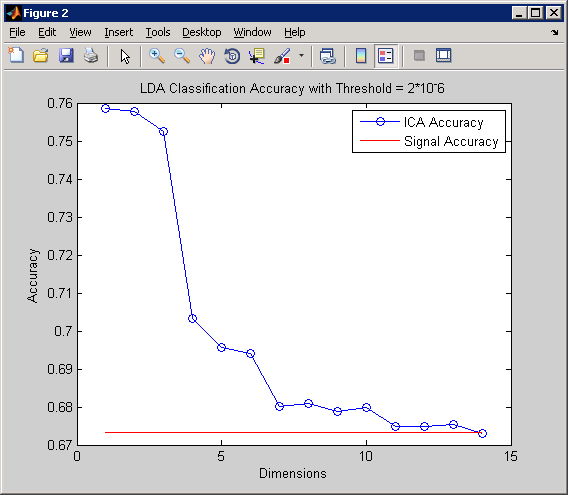 Figure 2
File Edit View Insert Tools Desktop Window Help
LDA Classification Accuracy with Threshold = 2*10^-6
0.76
0.75
0.74
0.73
0.72
0.71
0.7
0.69
0.68
0.67
Accuracy
ICA Accuracy
Signal Accuracy
0 5 10 15
Dimensions